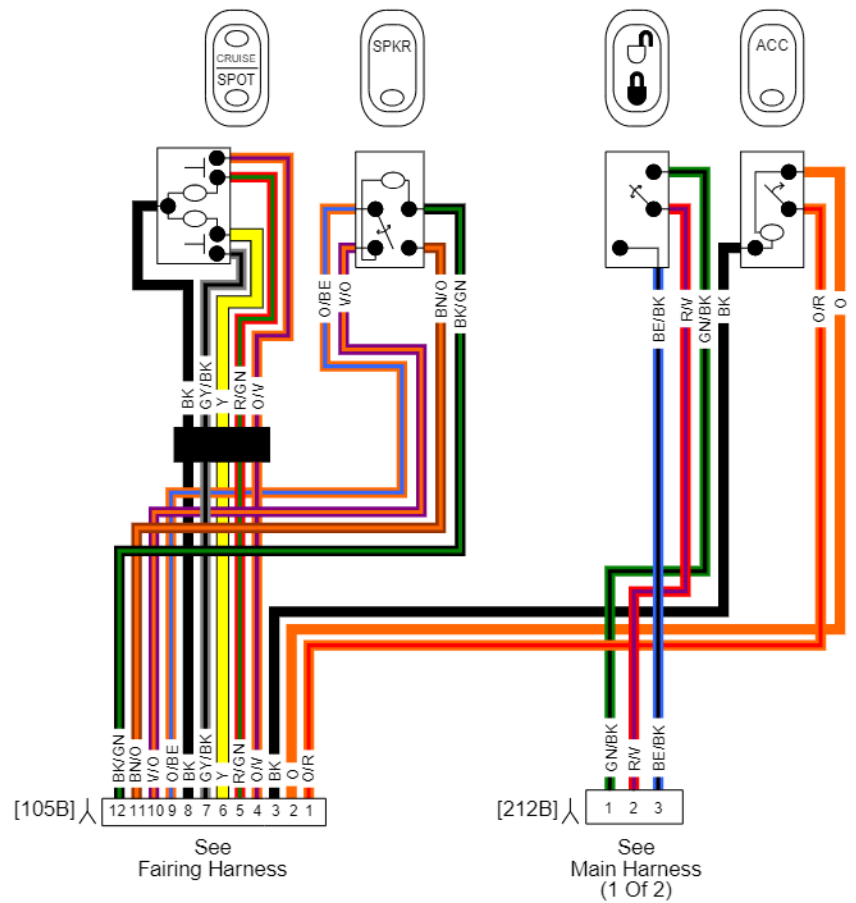 CRUISE
SPOT
SPKR
ACC
O/BE
V/O
BN/O
BK/GN
BE/BK
R/V
GN/BK
BK
O/R
O
BK
GY/BK
Y
R/GN
O/V
BK/GN
BN/O
V/O
O/BE
BK
GY/BK
Y
R/GN
O/V
BK
O
O/R
GN/BK
R/V
BE/BK
[105B] 12 11 10 9 8 7 6 5 4 3 2 1
[212B] 1 2 3
See
Fairing Harness
See
Main Harness
(1 Of 2)